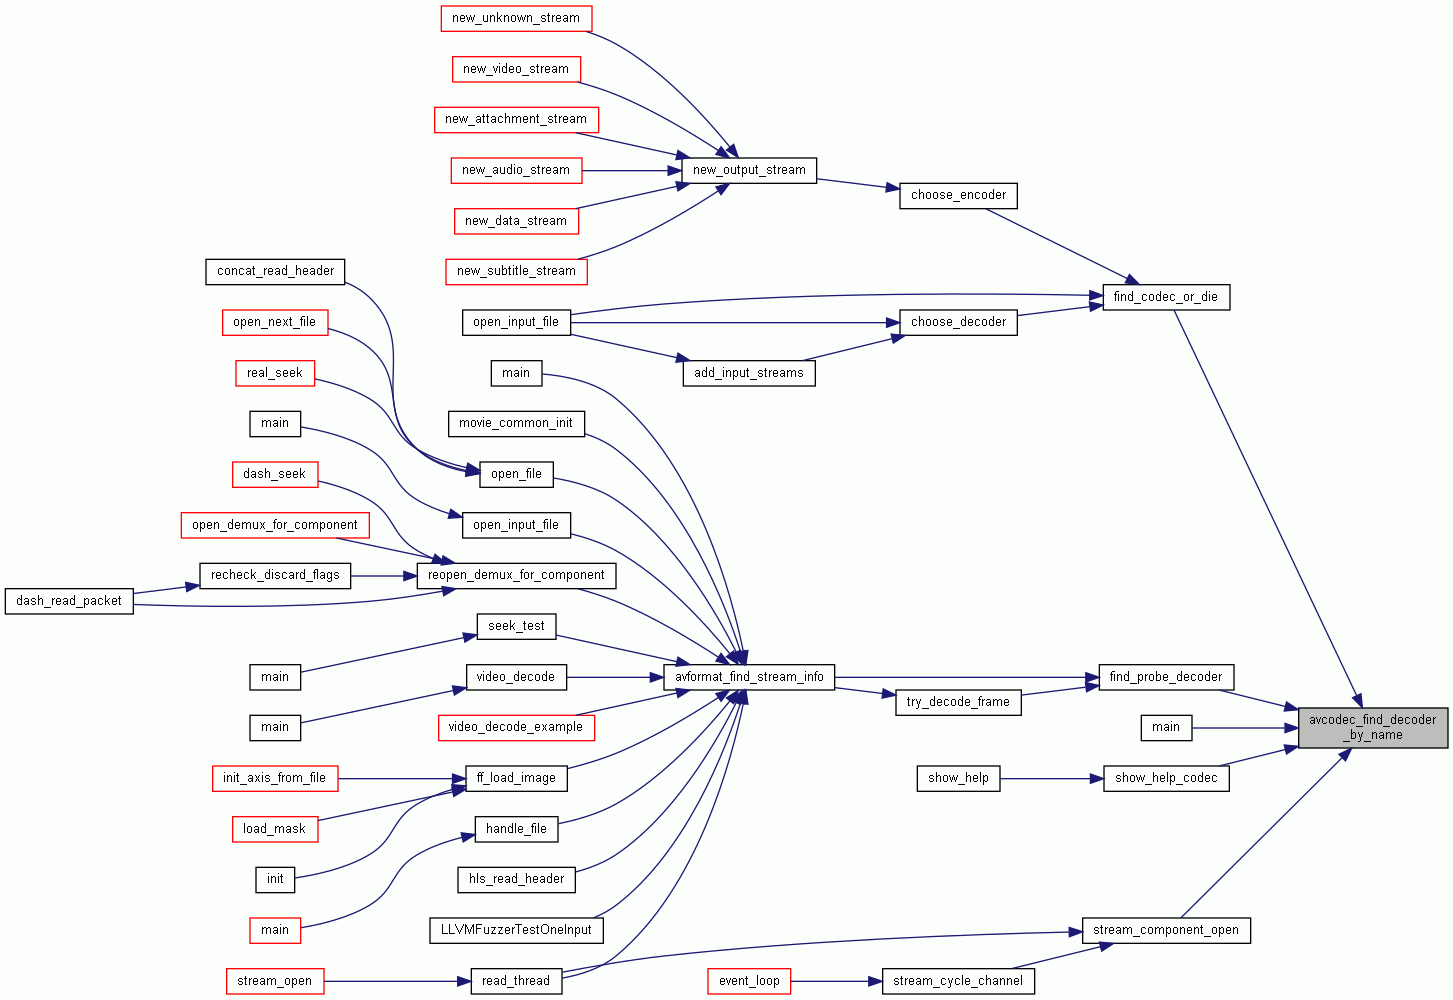 new_unknown_stream
new_video_stream
new_attachment_stream
new_audio_stream
new_output_stream
choose_encoder
new_data_stream
new_subtitle_stream
concat_read_header
find_codec_or_die
open_next_file
open_input_file
choose_decoder
real_seek
main
add_input_streams
main
movie_common_init
dash_seek
open_file
open_demux_for_component
open_input_file
recheck_discard_flags
reopen_demux_for_component
dash_read_packet
seek_test
main
video_decode
avformat_find_stream_info
find_probe_decoder
try_decode_frame
main
video_decode_example
main
avcodec_find_decoder
_by_name
init_axis_from_file
ff_load_image
show_help
show_help_codec
load_mask
handle_file
init
hls_read_header
main
LLVMFuzzerTestOneInput
stream_component_open
stream_open
read_thread
event_loop
stream_cycle_channel